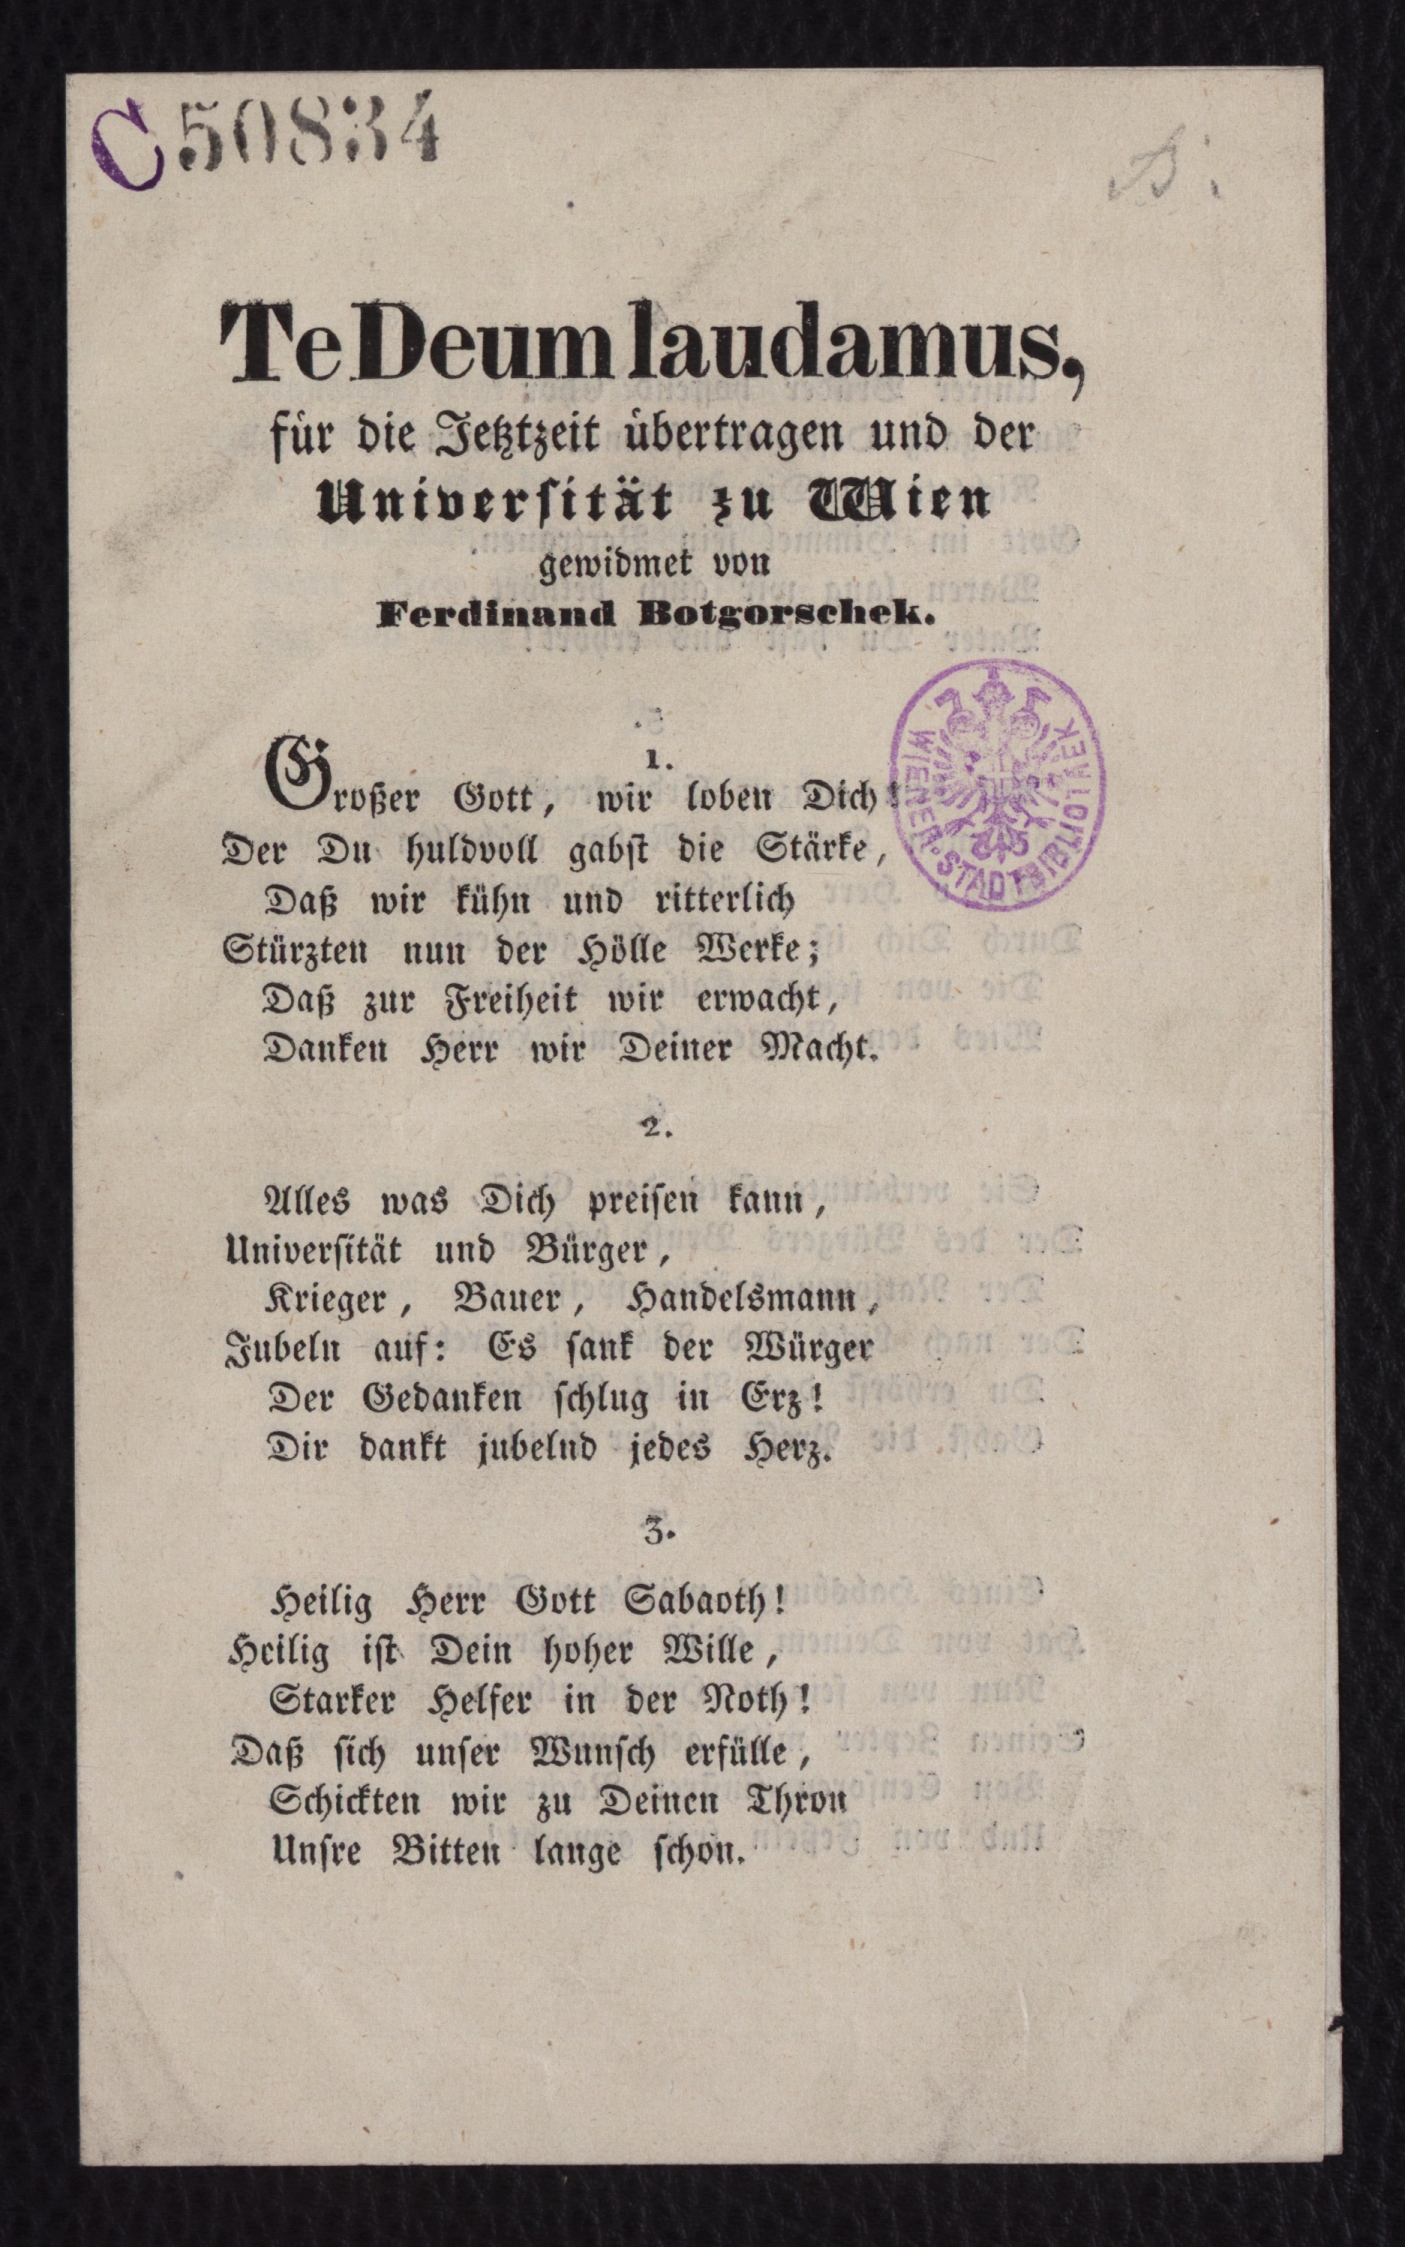 C 50834
B.
Te Deum laudamus,
für die Jetztzeit übertragen und der
Universität zu Wien
gewidmet von
Ferdinand Botgorschek.
1.
Großer Gott, wir loben Dich!
Der Du huldvoll gabst die Stärke,
Daß wir kühn und ritterlich
Stürzten nun der Hölle Werke;
Daß zur Freiheit wir erwacht,
Danken Herr wir Deiner Macht.
WIENER-STADTBIBLIOTHEK
2.
Alles was Dich preisen kann,
Universität und Bürger,
Krieger, Bauer, Handelsmann,
Jubeln auf: Es sank der Würger
Der Gedanken schlug in Erz!
Dir dankt jubelnd jedes Herz.
3.
Heilig Herr Gott Sabaoth!
Heilig ist Dein hoher Wille,
Starker Helfer in der Noth!
Daß sich unser Wunsch erfülle,
Schickten wir zu Deinen Thron
Unsre Bitten lange schon.